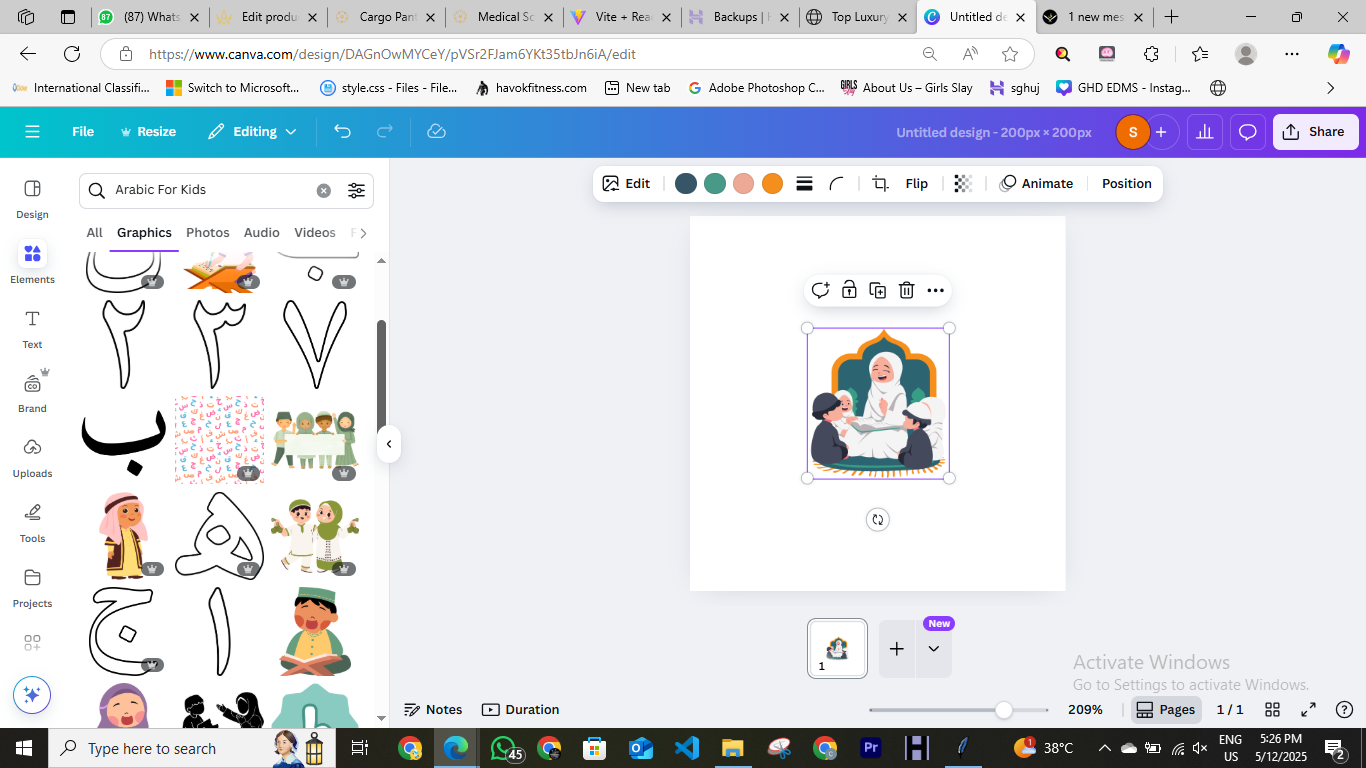 (87) Whats
Edit produ
Cargo Pant
Medical Sc
Vite + Rea
Backups | H
Top Luxury
Untitled de
1 new mes
https://www.canva.com/design/DAGnOwMYCeY/pVSr2FJam6YKt35tbJn6iA/edit
International Classifi...
Switch to Microsoft...
style.css - Files - File...
havokfitness.com
New tab
Adobe Photoshop C...
About Us – Girls Slay
sghuj
GHD EDMS - Instag...
File
Resize
Editing
Untitled design - 200px × 200px
S
Share
Design
Elements
Text
Brand
Uploads
Tools
Projects
Arabic For Kids
All
Graphics
Photos
Audio
Videos
٢
٣
٧
ب
ه
ج
ا
Edit
Flip
Animate
Position
1
New
Activate Windows
Go to Settings to activate Windows.
Notes
Duration
209%
Pages
1 / 1
Type here to search
45
38°C
ENG
US
5:26 PM
5/12/2025
2